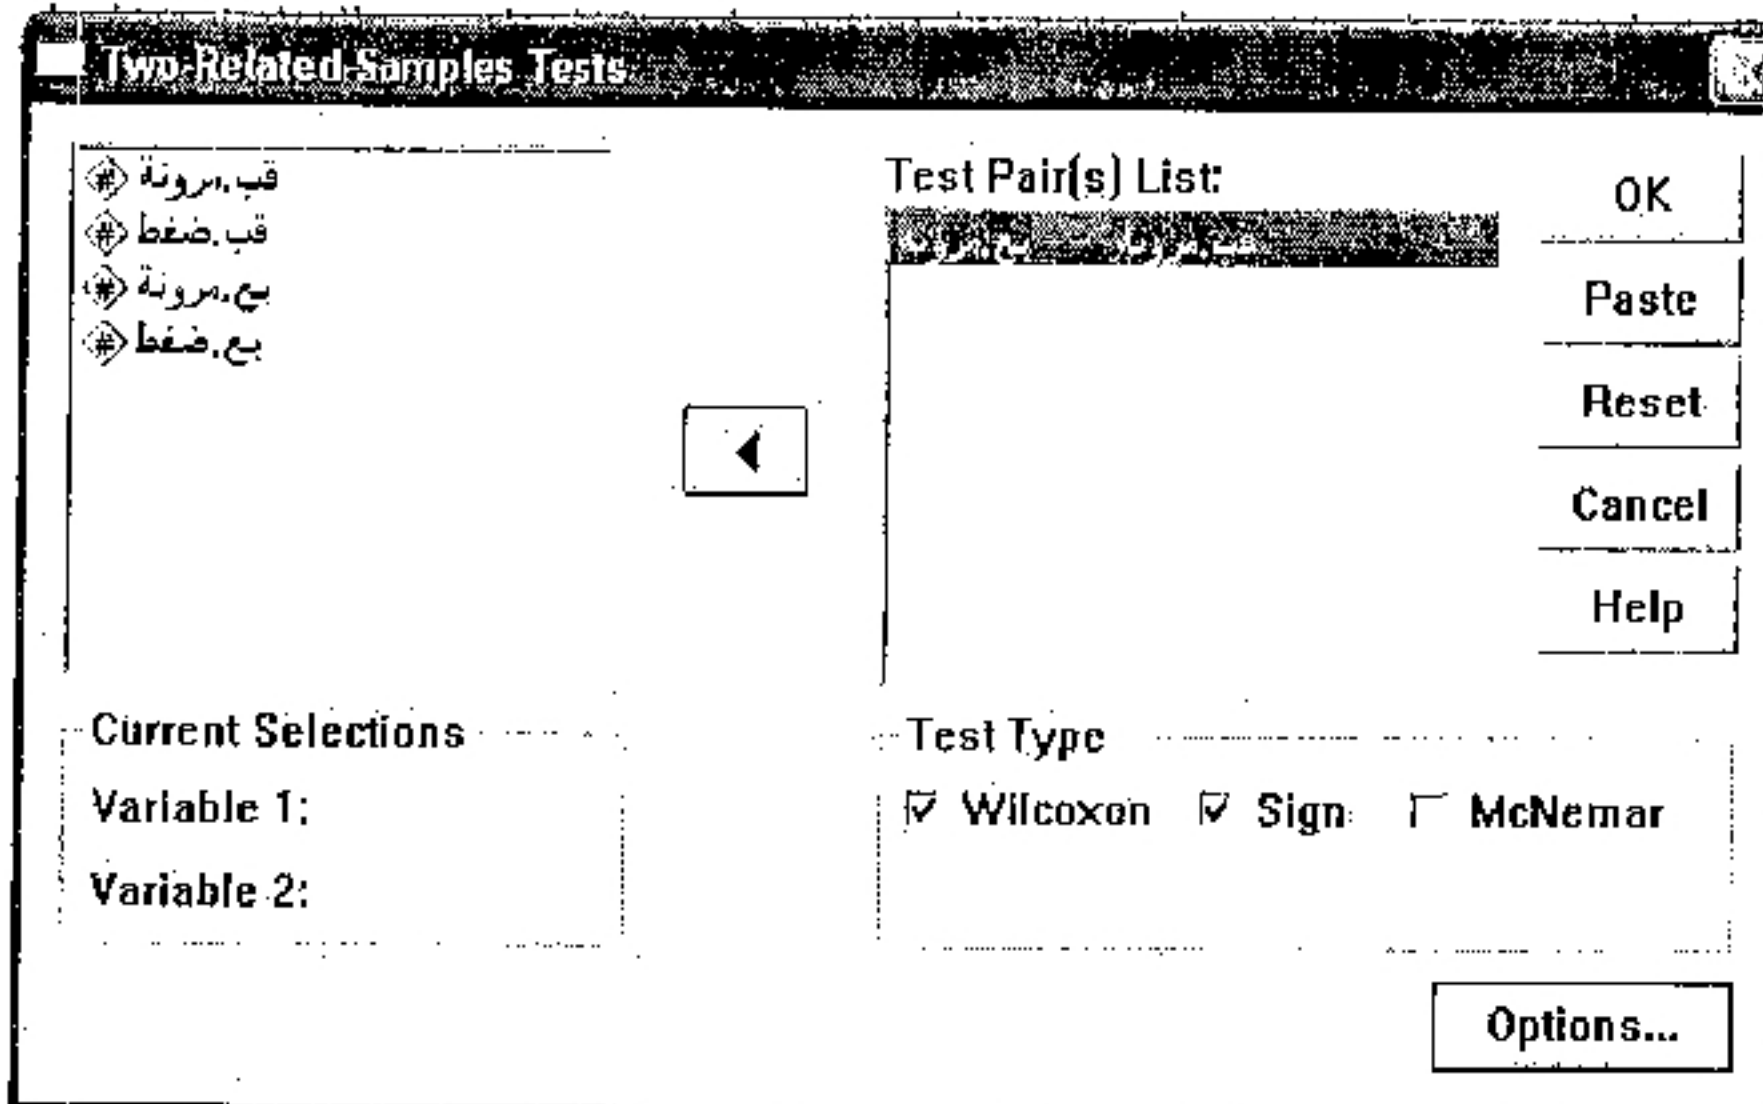 Two-Related-Samples Tests
قب.مرونة
قب.ضغط
بع.مرونة
بع.ضغط
Test Pair(s) List:
OK
Paste
Reset
Cancel
Help
Current Selections
Variable 1:
Variable 2:
Test Type
Wilcoxon Sign McNemar
Options...